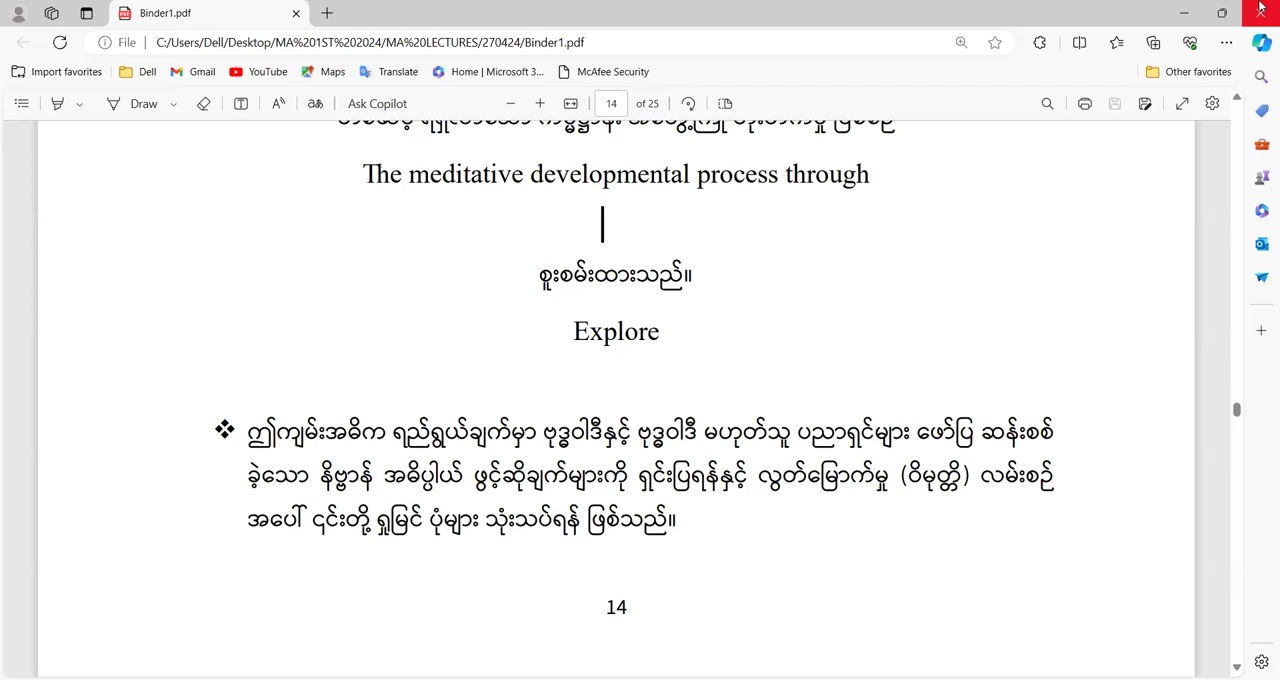 Binder1.pdf
File C:/Users/Dell/Desktop/MA%201ST%202024/MA%20LECTURES/270424/Binder1.pdf
Import favorites Dell Gmail YouTube Maps Translate Home | Microsoft 3... McAfee Security Other favorites
Draw Ask Copilot 14 of 25
The meditative developmental process through
စူးစမ်းထားသည်။
Explore
❖ ဤကျမ်းအဓိက ရည်ရွယ်ချက်မှာ ဗုဒ္ဓဝါဒီနှင့် ဗုဒ္ဓဝါဒီ မဟုတ်သူ ပညာရှင်များ ဖော်ပြ ဆန်းစစ်
ခဲ့သော နိဗ္ဗာန် အဓိပ္ပါယ် ဖွင့်ဆိုချက်များကို ရှင်းပြရန်နှင့် လွတ်မြောက်မှု (ဝိမုတ္တိ) လမ်းစဉ်
အပေါ် ၎င်းတို့ ရှုမြင် ပုံများ သုံးသပ်ရန် ဖြစ်သည်။
14